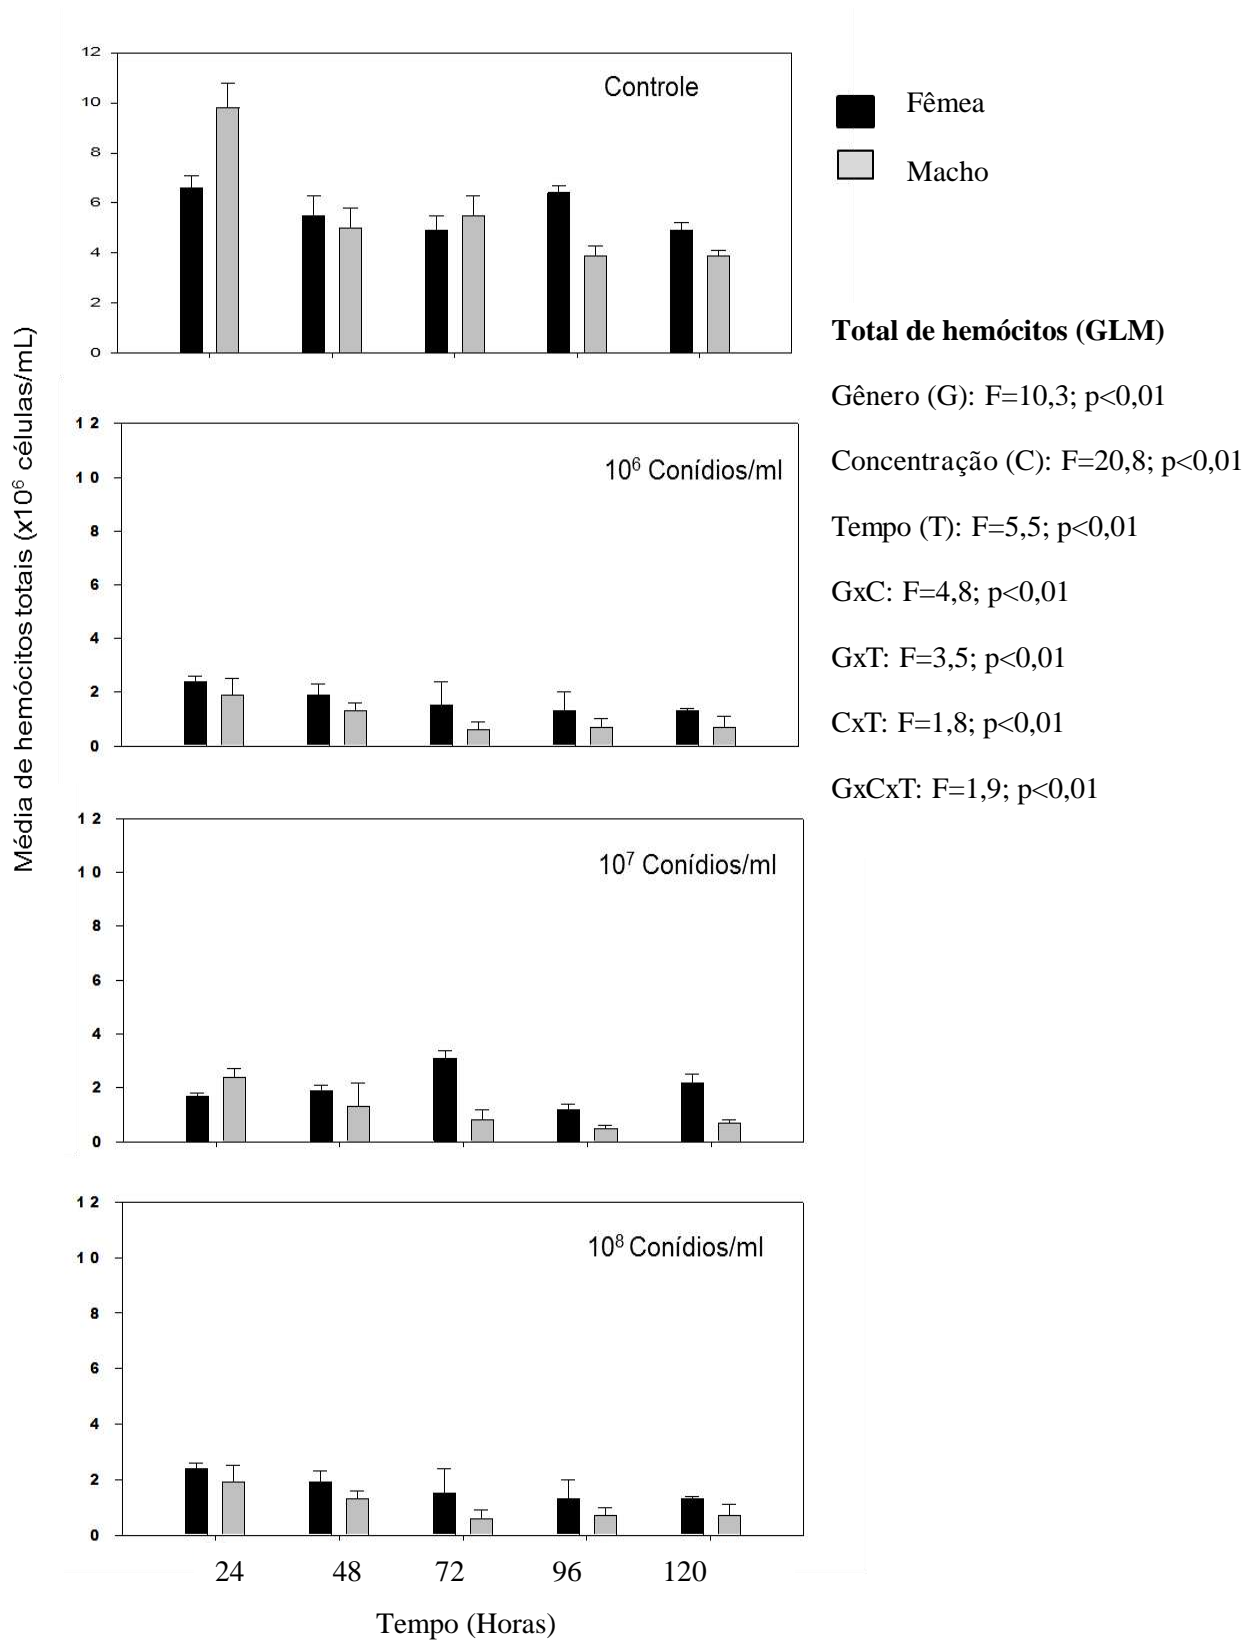 Média de hemócitos totais (x10⁶ células/mL)
12
10
8
6
4
2
0
Controle
12
10
8
6
4
2
0
10⁶ Conídios/ml
12
10
8
6
4
2
0
10⁷ Conídios/ml
12
10
8
6
4
2
0
10⁸ Conídios/ml
24 48 72 96 120
Tempo (Horas)
Fêmea
Macho
Total de hemócitos (GLM)
Gênero (G): F=10,3; p<0,01
Concentração (C): F=20,8; p<0,01
Tempo (T): F=5,5; p<0,01
GxC: F=4,8; p<0,01
GxT: F=3,5; p<0,01
CxT: F=1,8; p<0,01
GxCxT: F=1,9; p<0,01